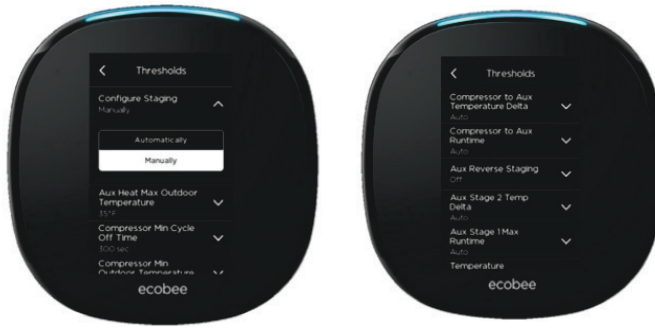 Thresholds
Configure Staging
Manually
Automatically
Manually
Aux Heat Max Outdoor
Temperature
35°F
Compressor Min Cycle
Off Time
300 sec
Compressor Min
Outdoor Temperature
ecobee
Thresholds
Compressor to Aux
Temperature Delta
Auto
Compressor to Aux
Runtime
Auto
Aux Reverse Staging
Off
Aux Stage 2 Temp
Delta
Auto
Aux Stage 1 Max
Runtime
Auto
Temperature
ecobee